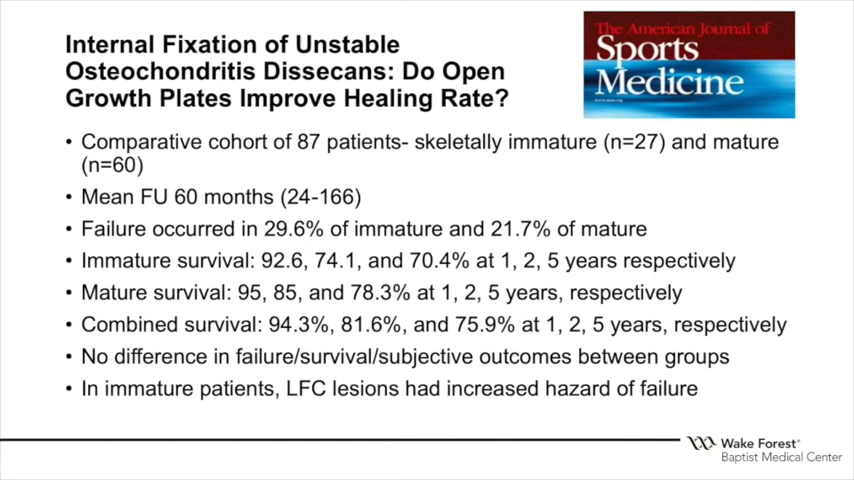 Internal Fixation of Unstable
Osteochondritis Dissecans: Do Open
Growth Plates Improve Healing Rate?
The American Journal of
Sports
Medicine
• Comparative cohort of 87 patients- skeletally immature (n=27) and mature
(n=60)
• Mean FU 60 months (24-166)
• Failure occurred in 29.6% of immature and 21.7% of mature
• Immature survival: 92.6, 74.1, and 70.4% at 1, 2, 5 years respectively
• Mature survival: 95, 85, and 78.3% at 1, 2, 5 years, respectively
• Combined survival: 94.3%, 81.6%, and 75.9% at 1, 2, 5 years, respectively
• No difference in failure/survival/subjective outcomes between groups
• In immature patients, LFC lesions had increased hazard of failure
Wake Forest®
Baptist Medical Center